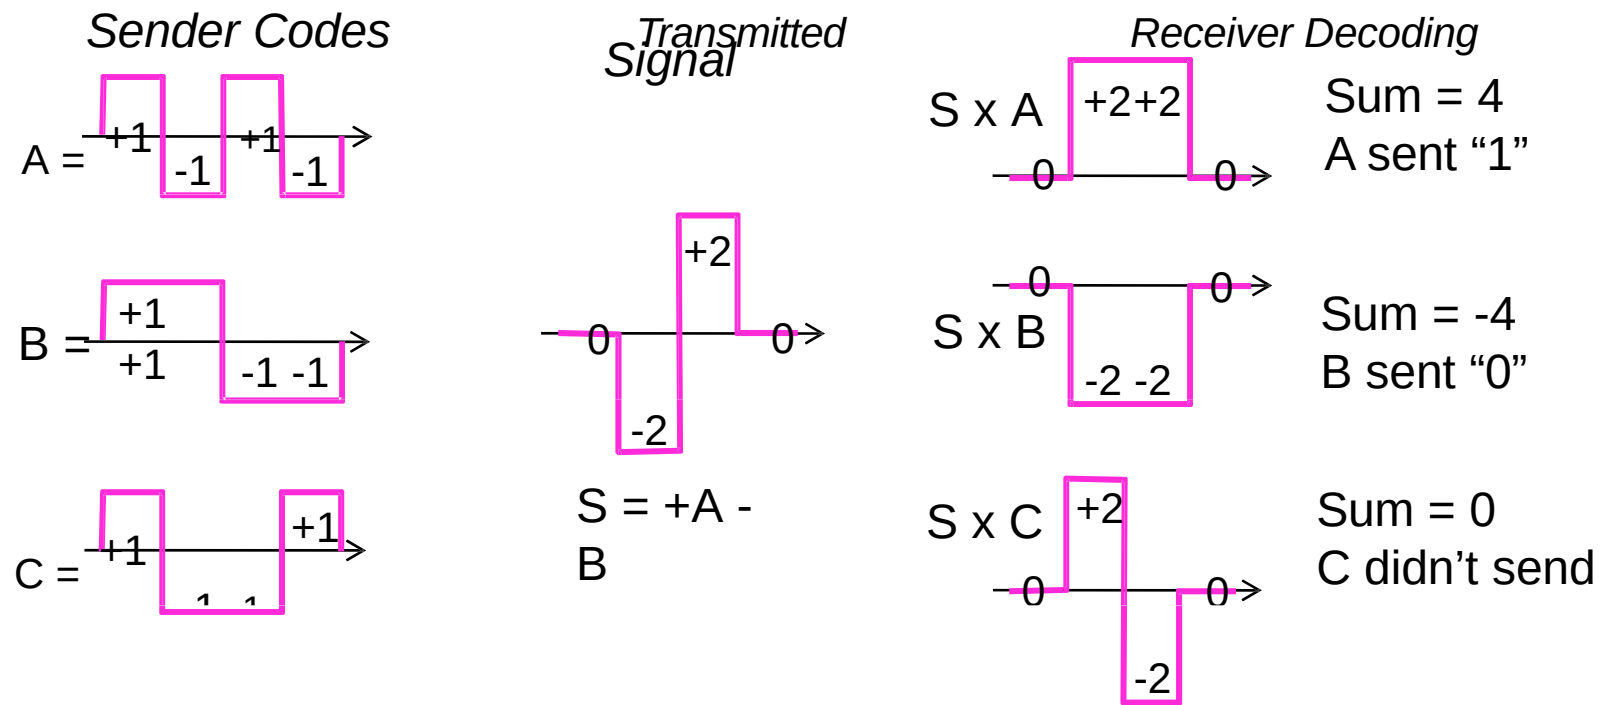 Sender Codes
Transmitted
Signal
Receiver Decoding
A =
+1
-1
+1
-1
B =
+1
+1
-1 -1
C =
+1
+1
0
-2
+2
0
S = +A -
B
S x A
0
+2+2
0
Sum = 4
A sent “1”
S x B
0
-2 -2
0
Sum = -4
B sent “0”
S x C
0
+2
-2
0
Sum = 0
C didn’t send